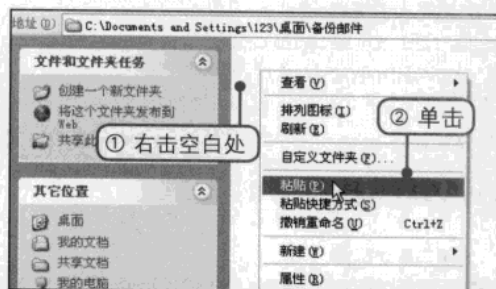 地址(D) C:\Documents and Settings\123\桌面\备份邮件
文件和文件夹任务
创建一个新文件夹
将这个文件夹发布到
Web
共享此
① 右击空白处
其它位置
桌面
我的文档
共享文档
我的电脑
查看(V)
排列图标(I)
刷新(E)
② 单击
自定义文件夹(F)...
粘贴(P)
粘贴快捷方式(S)
撤销重命名(U) Ctrl+Z
新建(W)
属性(R)